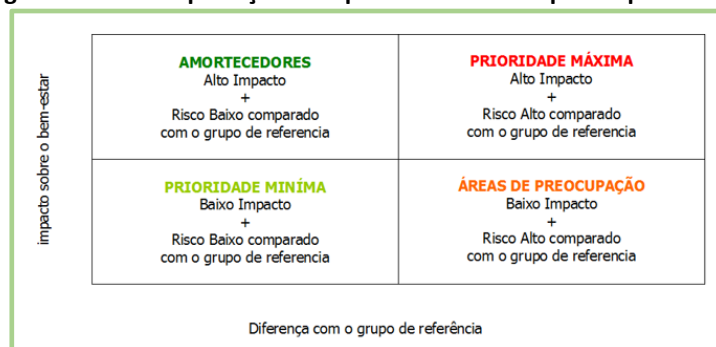 AMORTECEDORES
Alto Impacto
+
Risco Baixo comparado
com o grupo de referencia
PRIORIDADE MÁXIMA
Alto Impacto
+
Risco Alto comparado
com o grupo de referencia
impacto sobre o bem-estar
PRIORIDADE MINÍMA
Baixo Impacto
+
Risco Baixo comparado
com o grupo de referencia
ÁREAS DE PREOCUPAÇÃO
Baixo Impacto
+
Risco Alto comparado
com o grupo de referencia
Diferença com o grupo de referência